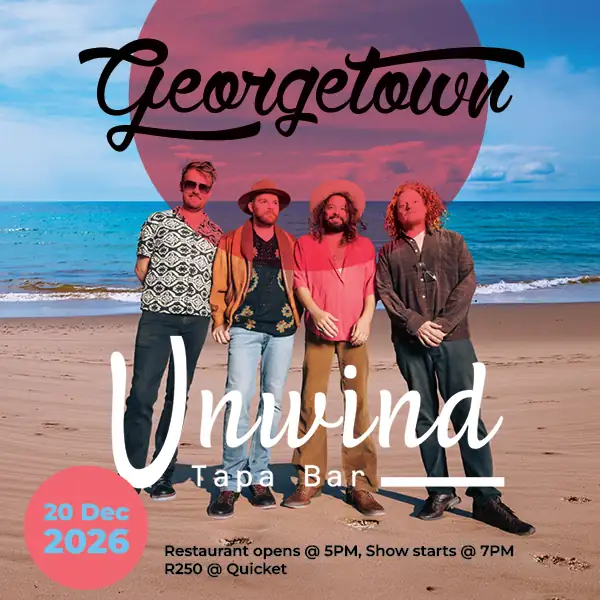 Georgetown
Unwind
Tapa Bar
20 Dec
2026
Restaurant opens @ 5PM, Show starts @ 7PM
R250 @ Quicket